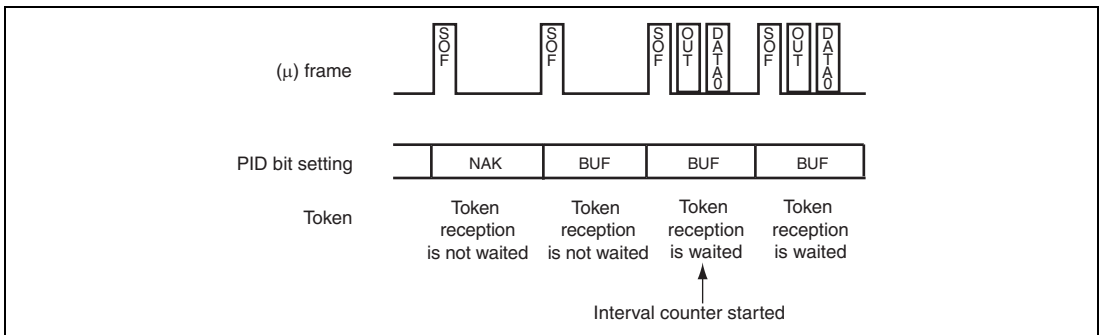 SOF SOF SOF OUT DATA0 SOF OUT DATA0
(μ) frame
PID bit setting NAK BUF BUF BUF
Token Token reception is not waited Token reception is not waited Token reception is waited Token reception is waited
Interval counter started